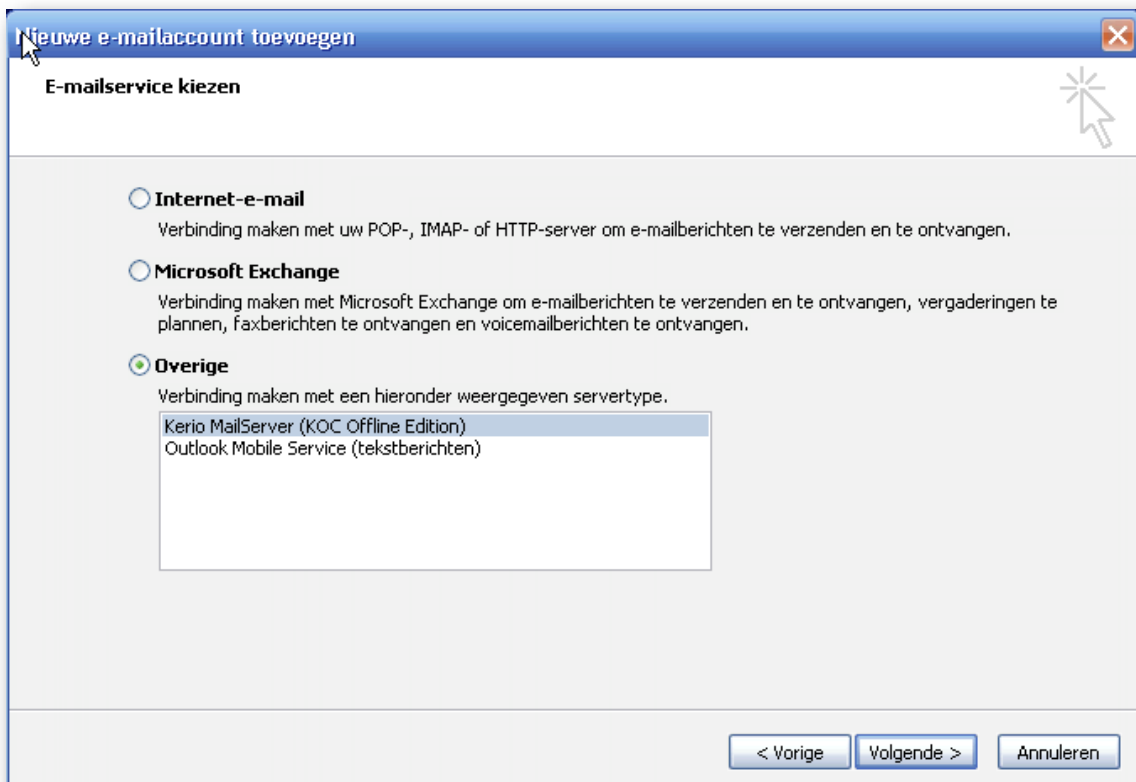 Nieuwe e-mailaccount toevoegen
E-mailservice kiezen
Internet-e-mail
Verbinding maken met uw POP-, IMAP- of HTTP-server om e-mailberichten te verzenden en te ontvangen.
Microsoft Exchange
Verbinding maken met Microsoft Exchange om e-mailberichten te verzenden en te ontvangen, vergaderingen te
plannen, faxberichten te ontvangen en voicemailberichten te ontvangen.
Overige
Verbinding maken met een hieronder weergegeven servertype.
Kerio MailServer (KOC Offline Edition)
Outlook Mobile Service (tekstberichten)
< Vorige Volgende > Annuleren